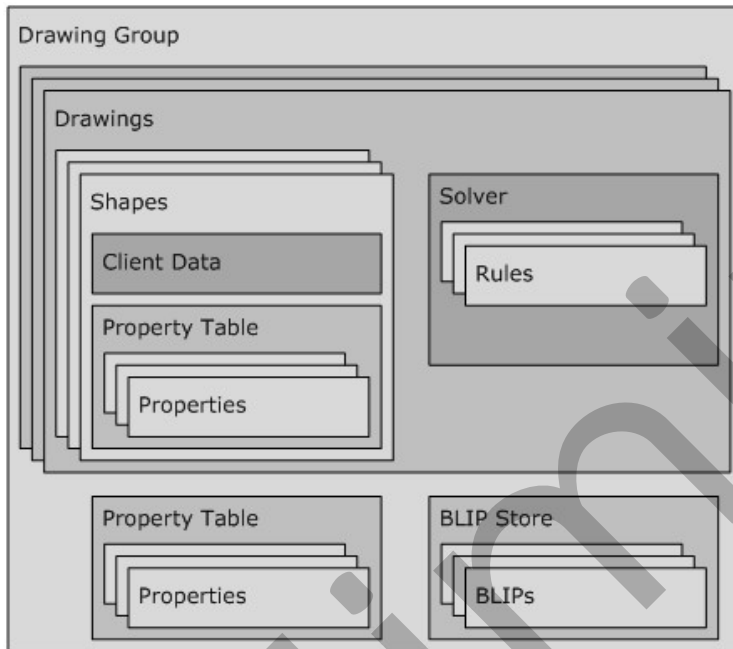 Drawing Group
Drawings
Shapes
Client Data
Property Table
Properties
Solver
Rules
Property Table
Properties
BLIP Store
BLIPs